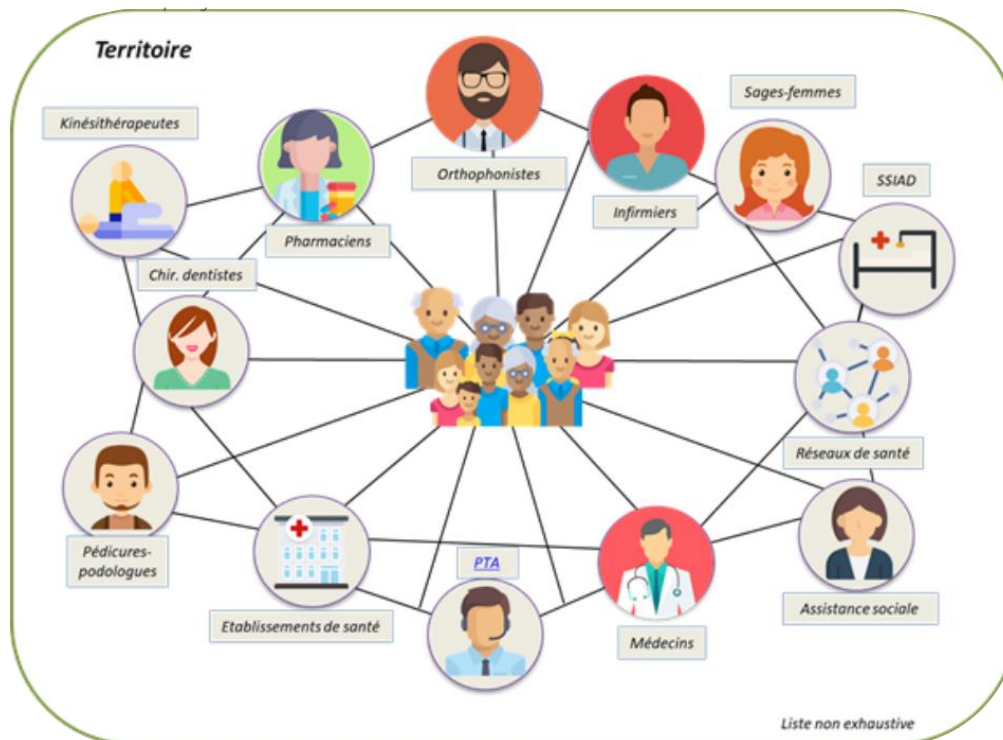 Territoire
Kinésithérapeutes
Sages-femmes
Orthophonistes
SSIAD
Infirmiers
Pharmaciens
Chir. dentistes
Réseaux de santé
Pédicures-
podologues
PTA
Etablissements de santé
Médecins
Assistance sociale
Liste non exhaustive